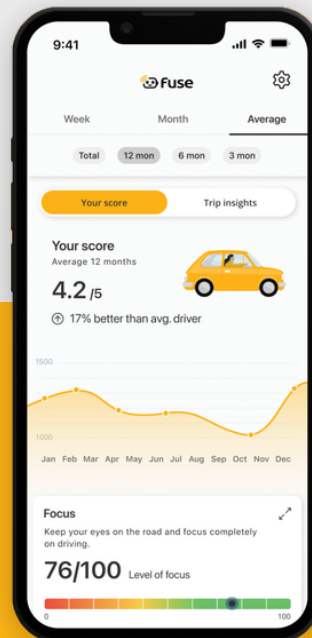 9:41
fuse
Week Month Average
Total 12 mon 6 mon 3 mon
Your score Trip insights
Your score
Average 12 months
4.2 /5
17% better than avg. driver
1500
1000
Jan Feb Mar Apr May Jun Jul Aug Sep Oct Nov Dec
Focus
Keep your eyes on the road and focus completely
on driving.
76/100 Level of focus
0 100